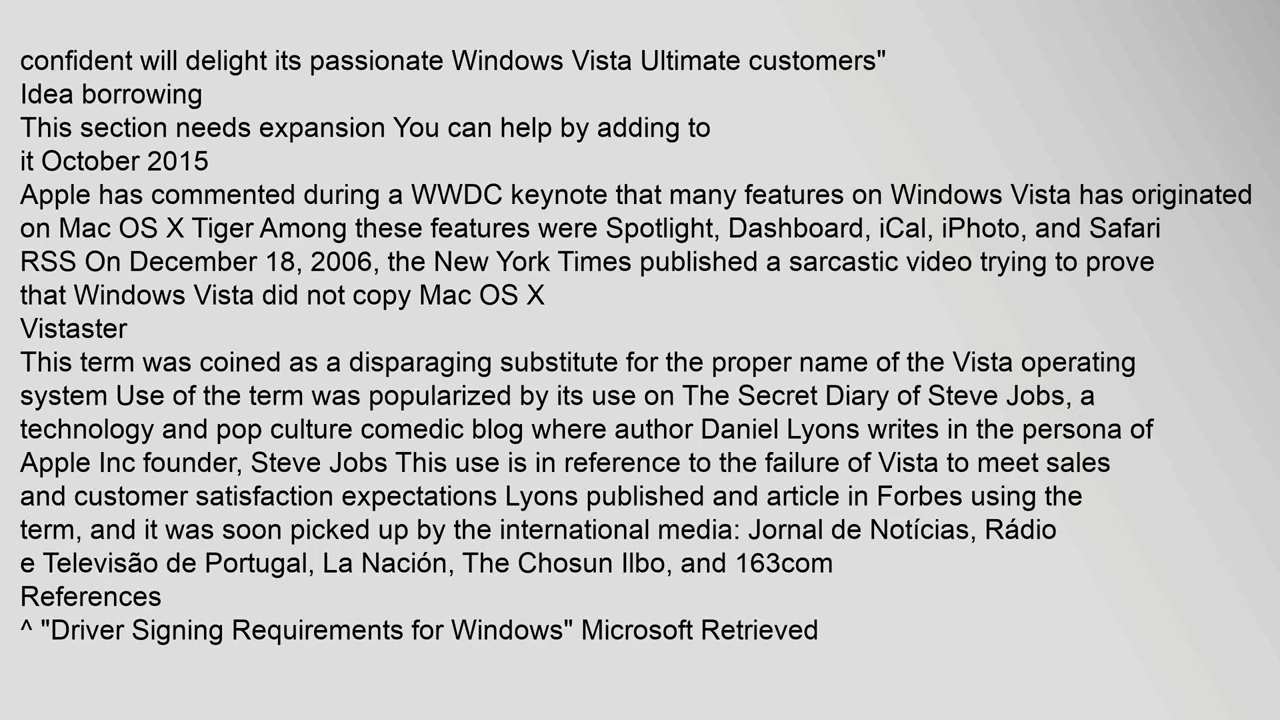 confident will delight its passionate Windows Vista Ultimate customers"
Idea borrowing
This section needs expansion You can help by adding to
it October 2015
Apple has commented during a WWDC keynote that many features on Windows Vista has originated
on Mac OS X Tiger Among these features were Spotlight, Dashboard, iCal, iPhoto, and Safari
RSS On December 18, 2006, the New York Times published a sarcastic video trying to prove
that Windows Vista did not copy Mac OS X
Vistaster
This term was coined as a disparaging substitute for the proper name of the Vista operating
system Use of the term was popularized by its use on The Secret Diary of Steve Jobs, a
technology and pop culture comedic blog where author Daniel Lyons writes in the persona of
Apple Inc founder, Steve Jobs This use is in reference to the failure of Vista to meet sales
and customer satisfaction expectations Lyons published and article in Forbes using the
term, and it was soon picked up by the international media: Jornal de Notícias, Rádio
e Televisão de Portugal, La Nación, The Chosun Ilbo, and 163com
References
^ "Driver Signing Requirements for Windows" Microsoft Retrieved